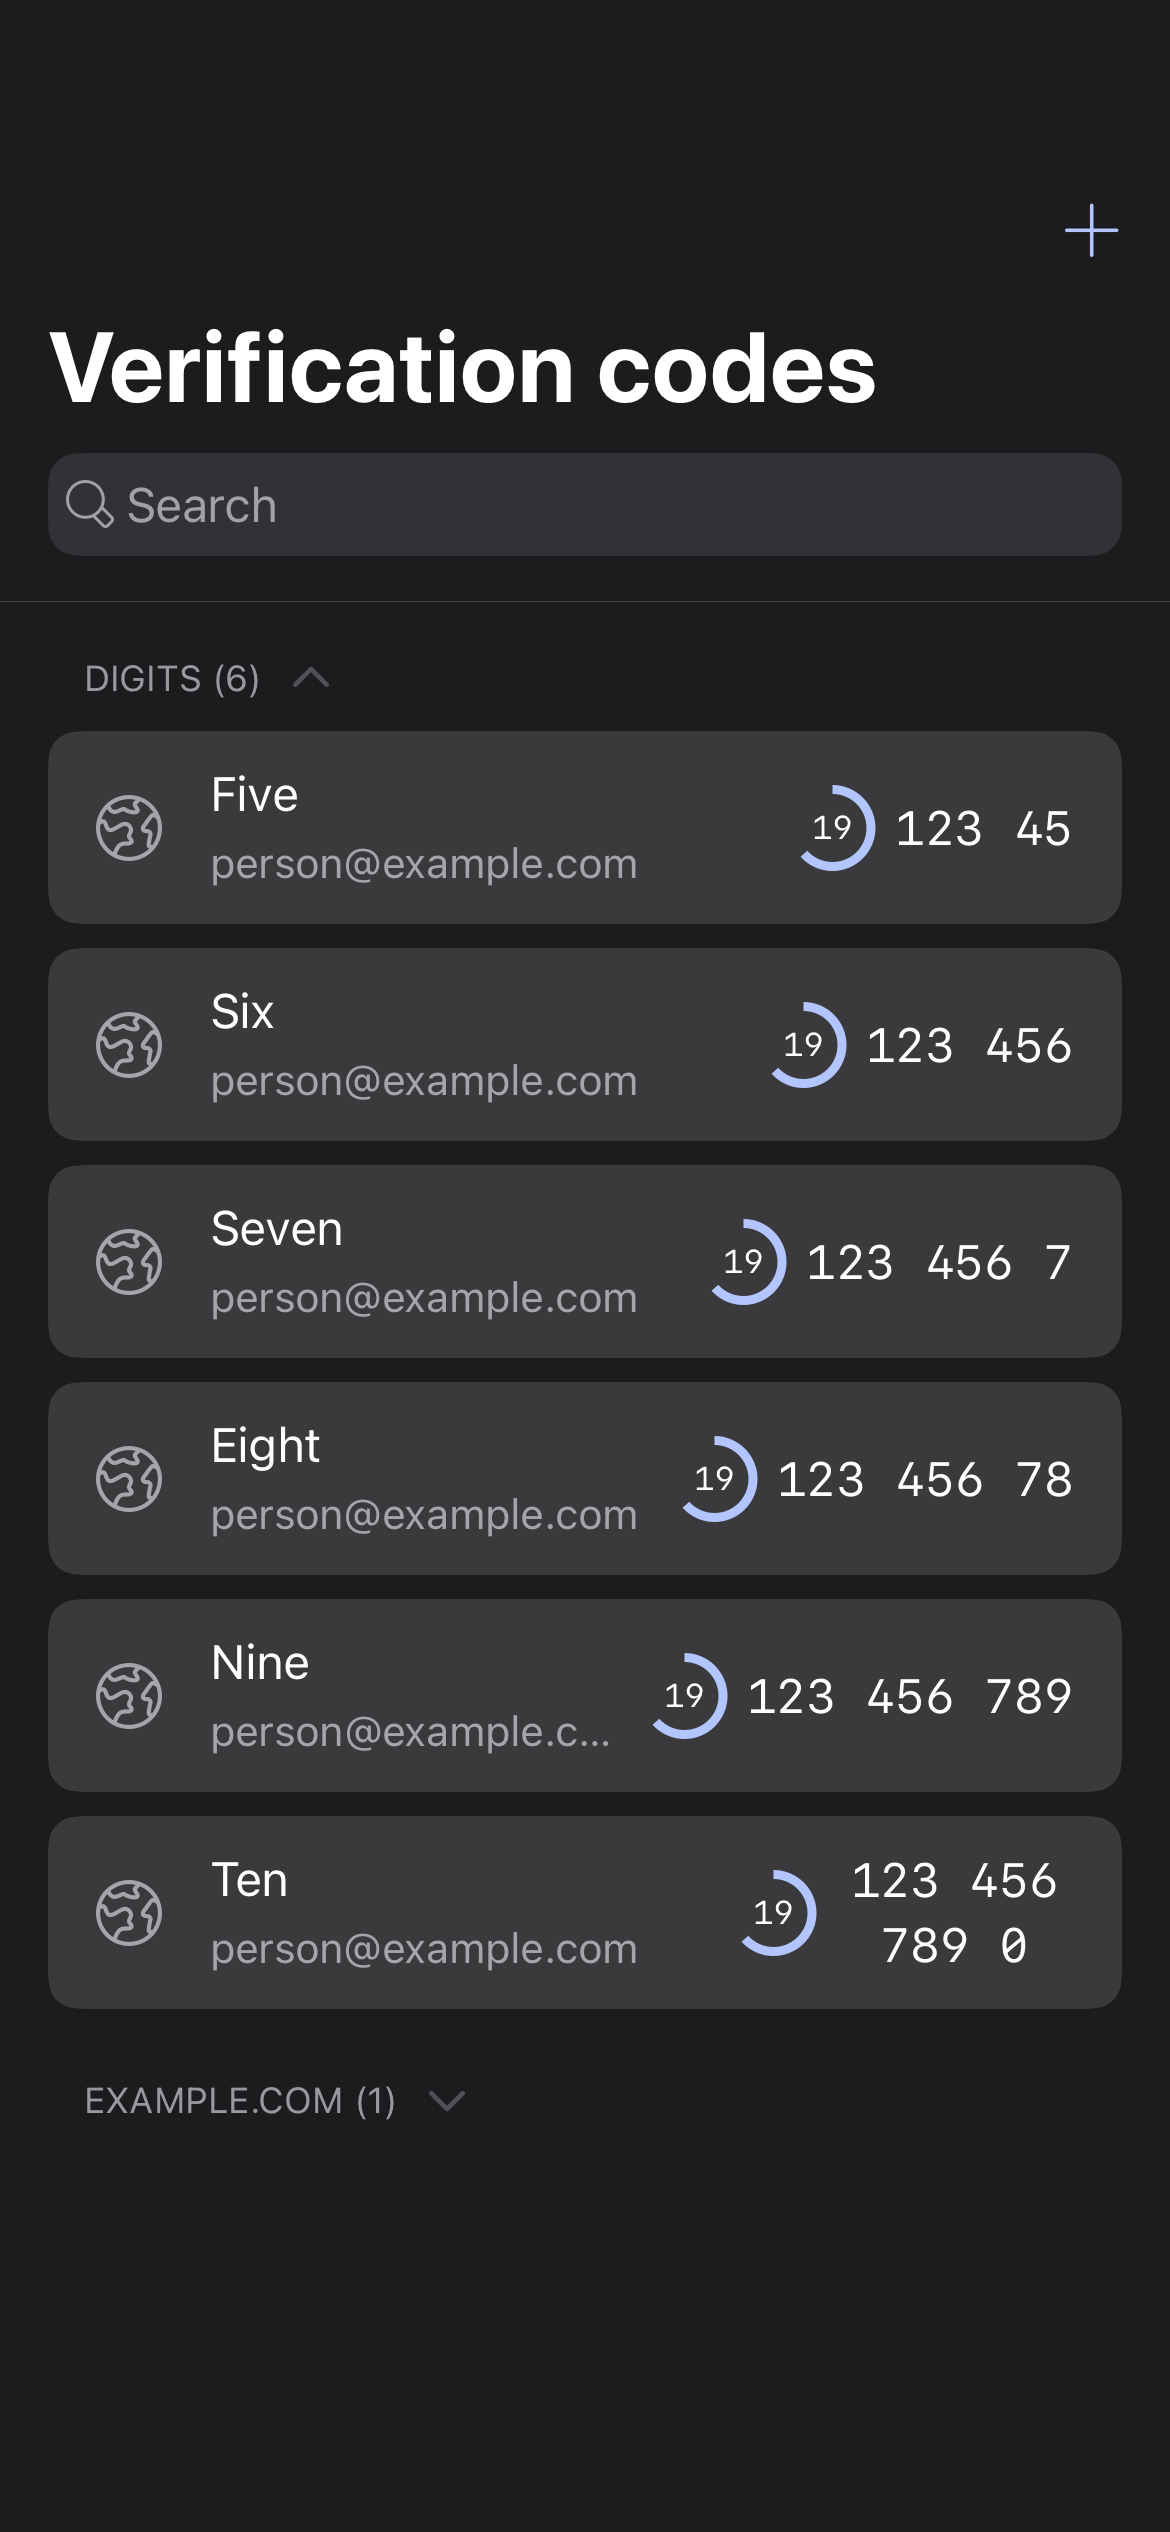 Verification codes
Search
DIGITS (6)
Five
person@example.com
19 123 45
Six
person@example.com
19 123 456
Seven
person@example.com
19 123 456 7
Eight
person@example.com
19 123 456 78
Nine
person@example.c...
19 123 456 789
Ten
person@example.com
19
123 456
789 0
EXAMPLE.COM (1)